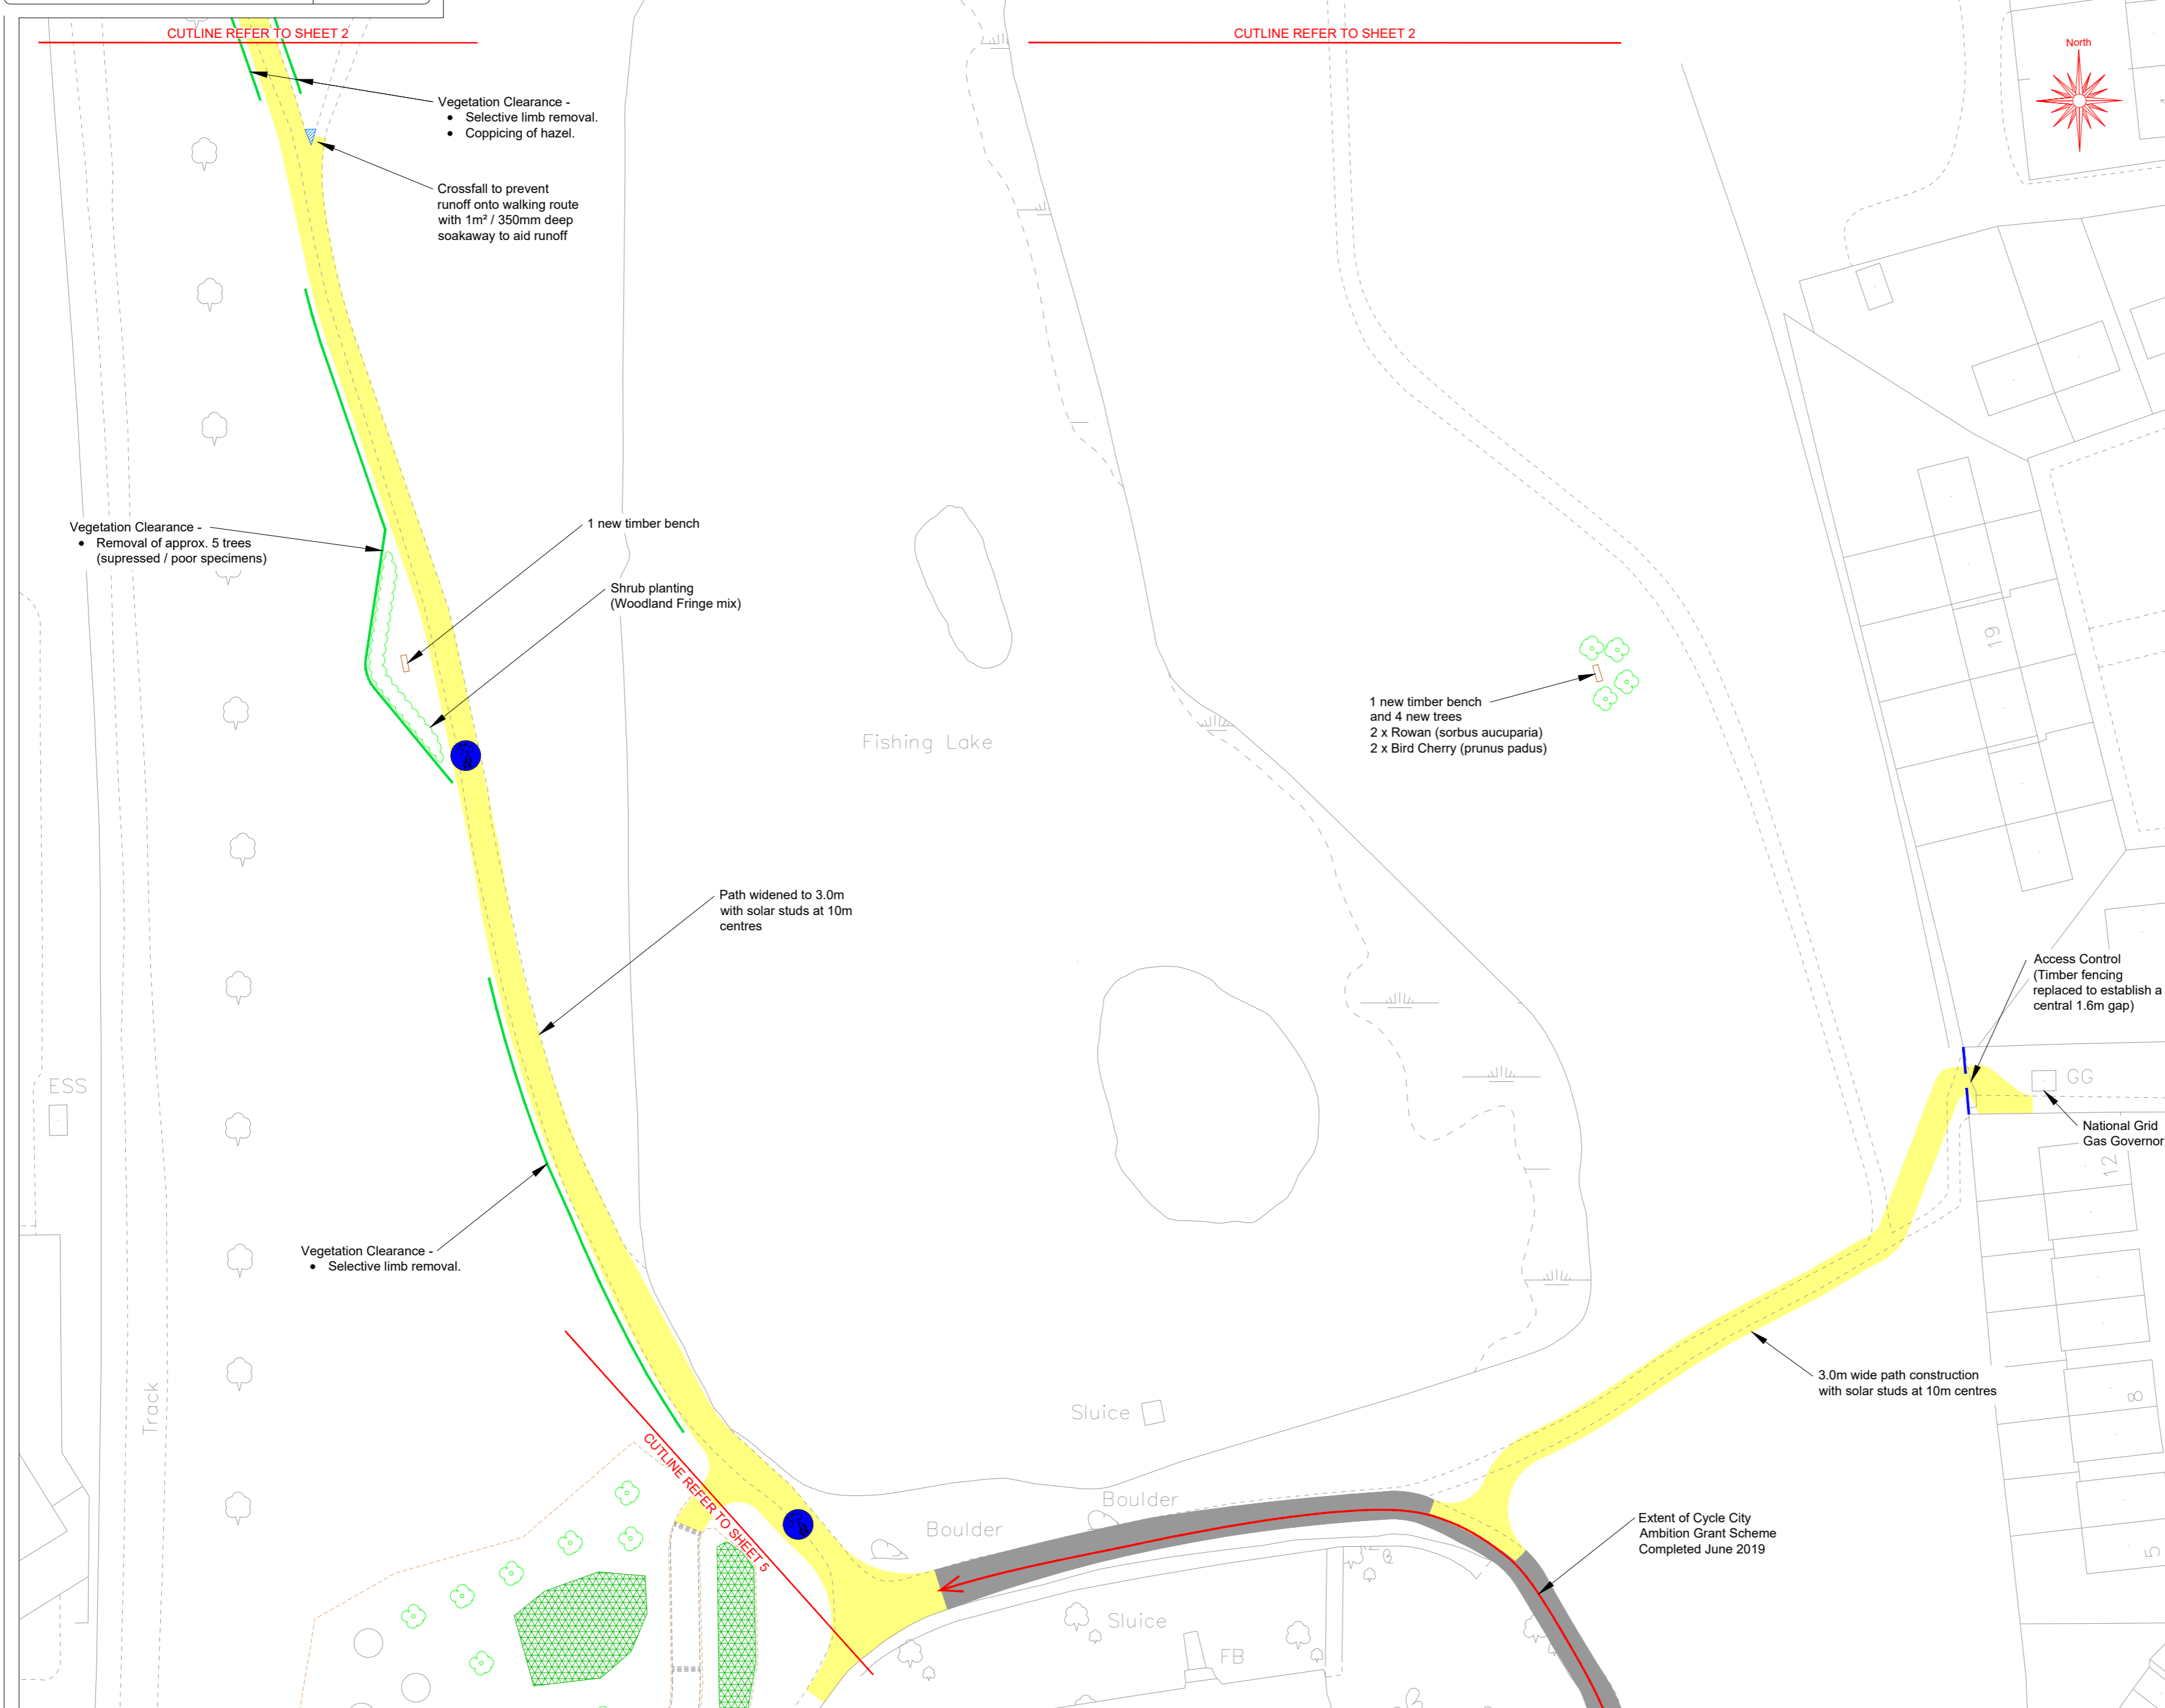 CUTLINE REFER TO SHEET 2
CUTLINE REFER TO SHEET 2
North
Vegetation Clearance -
• Selective limb removal.
• Coppicing of hazel.
Crossfall to prevent
runoff onto walking route
with 1m² / 350mm deep
soakaway to aid runoff
Vegetation Clearance -
• Removal of approx. 5 trees
(supressed / poor specimens)
1 new timber bench
Shrub planting
(Woodland Fringe mix)
19
1 new timber bench
and 4 new trees
2 x Rowan (sorbus aucuparia)
2 x Bird Cherry (prunus padus)
Fishing Lake
Path widened to 3.0m
with solar studs at 10m
centres
Access Control
(Timber fencing
replaced to establish a
central 1.6m gap)
ESS
GG
National Grid
Gas Governor
12
Vegetation Clearance -
• Selective limb removal.
3.0m wide path construction
with solar studs at 10m centres
8
Track
Sluice
CUTLINE REFER TO SHEET 5
Boulder
Boulder
Extent of Cycle City
Ambition Grant Scheme
Completed June 2019
5
Sluice
FB